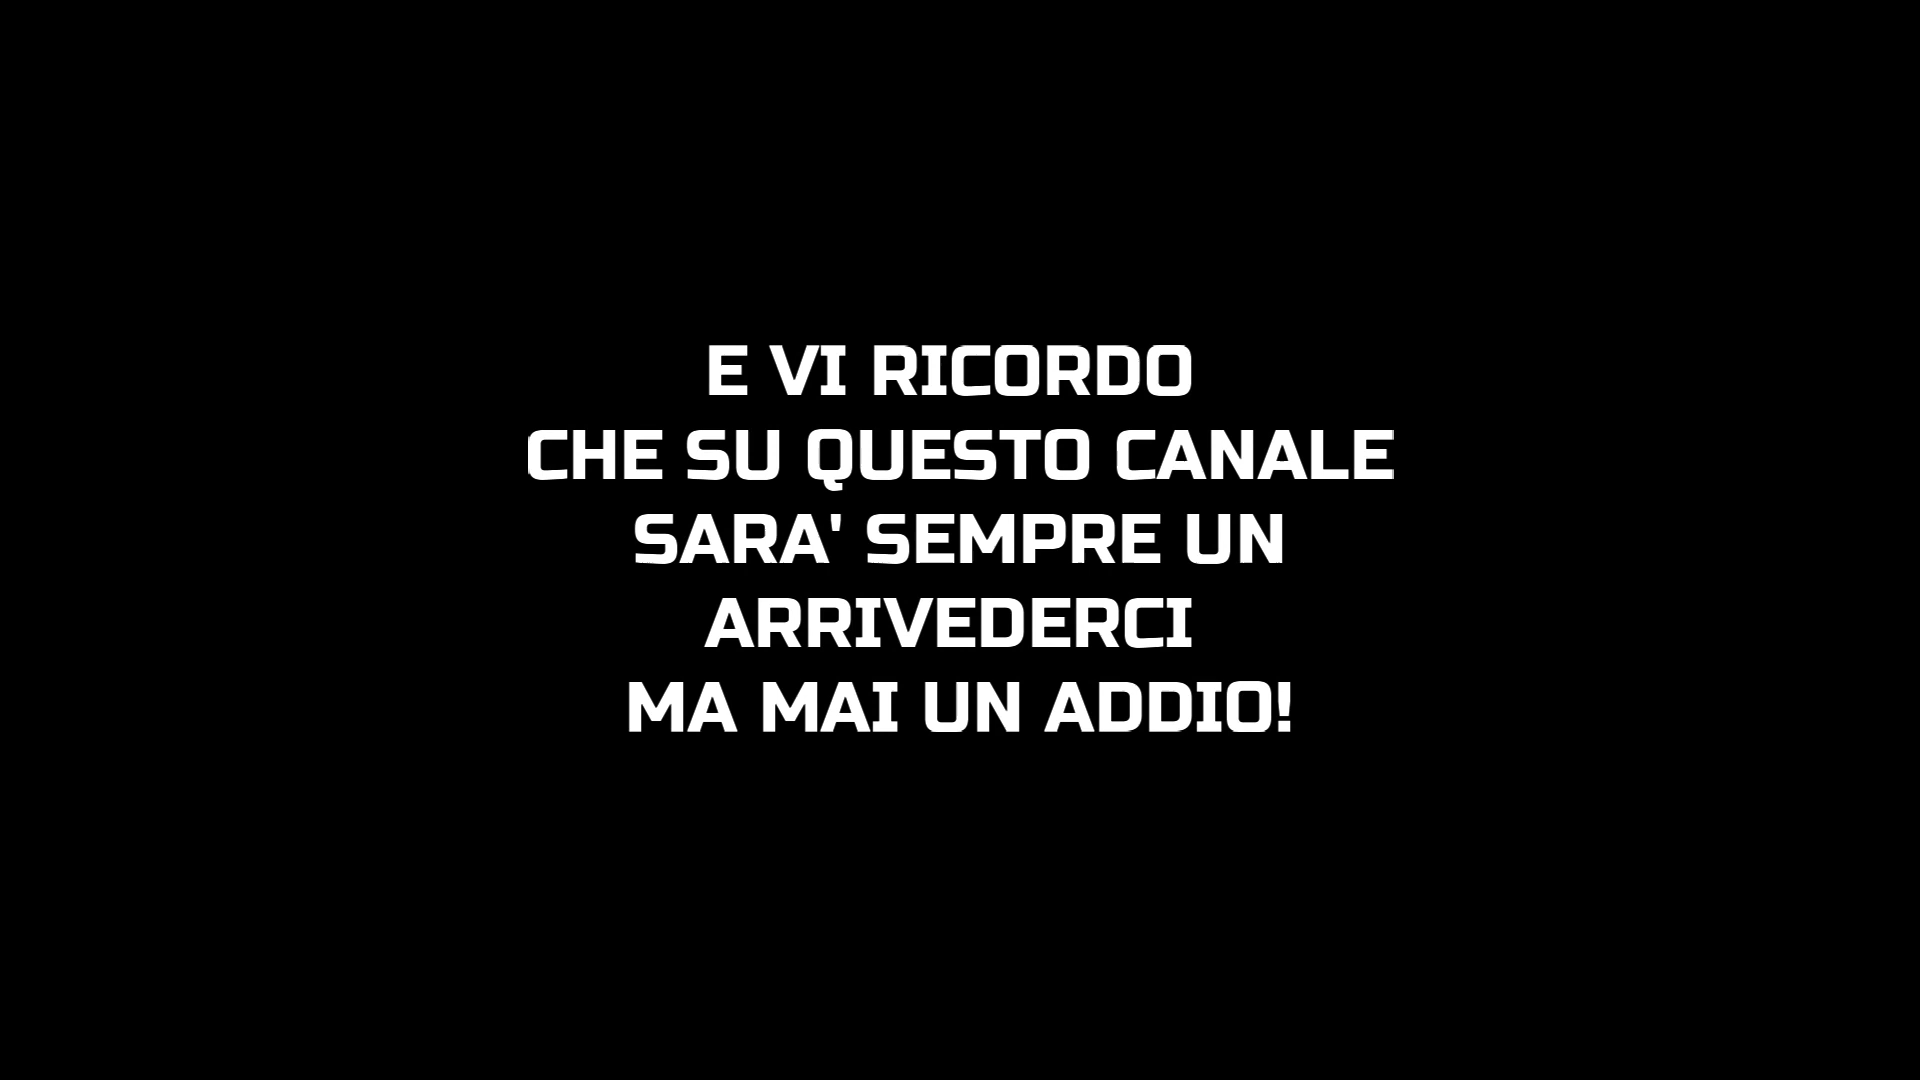 E VI RICORDO
CHE SU QUESTO CANALE
SARA' SEMPRE UN
ARRIVEDERCI
MA MAI UN ADDIO!